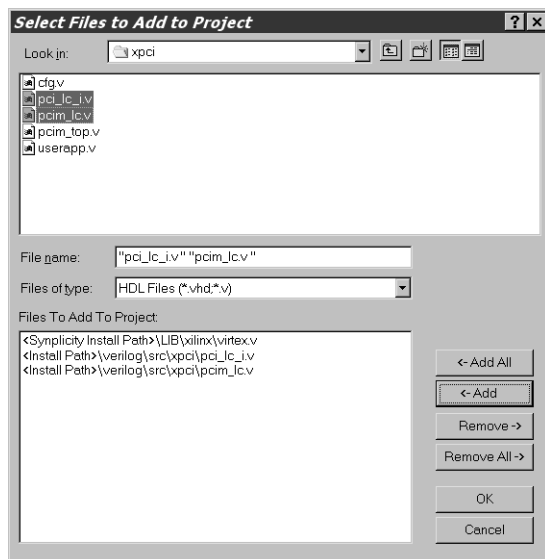 Select Files to Add to Project
? ×
Look in: xpci
cfg.v
pci_lc_i.v
pcim_lc.v
pcim_top.v
userapp.v
File name: "pci_lc_i.v" "pcim_lc.v"
Files of type: HDL Files (*.vhd;*.v)
Files To Add To Project:
<Synplicity Install Path>\LIB\xilinx\virtex.v
<Install Path>\verilog\src\xpci\pci_lc_i.v
<Install Path>\verilog\src\xpci\pcim_lc.v
<- Add All
<- Add
Remove ->
Remove All ->
OK
Cancel